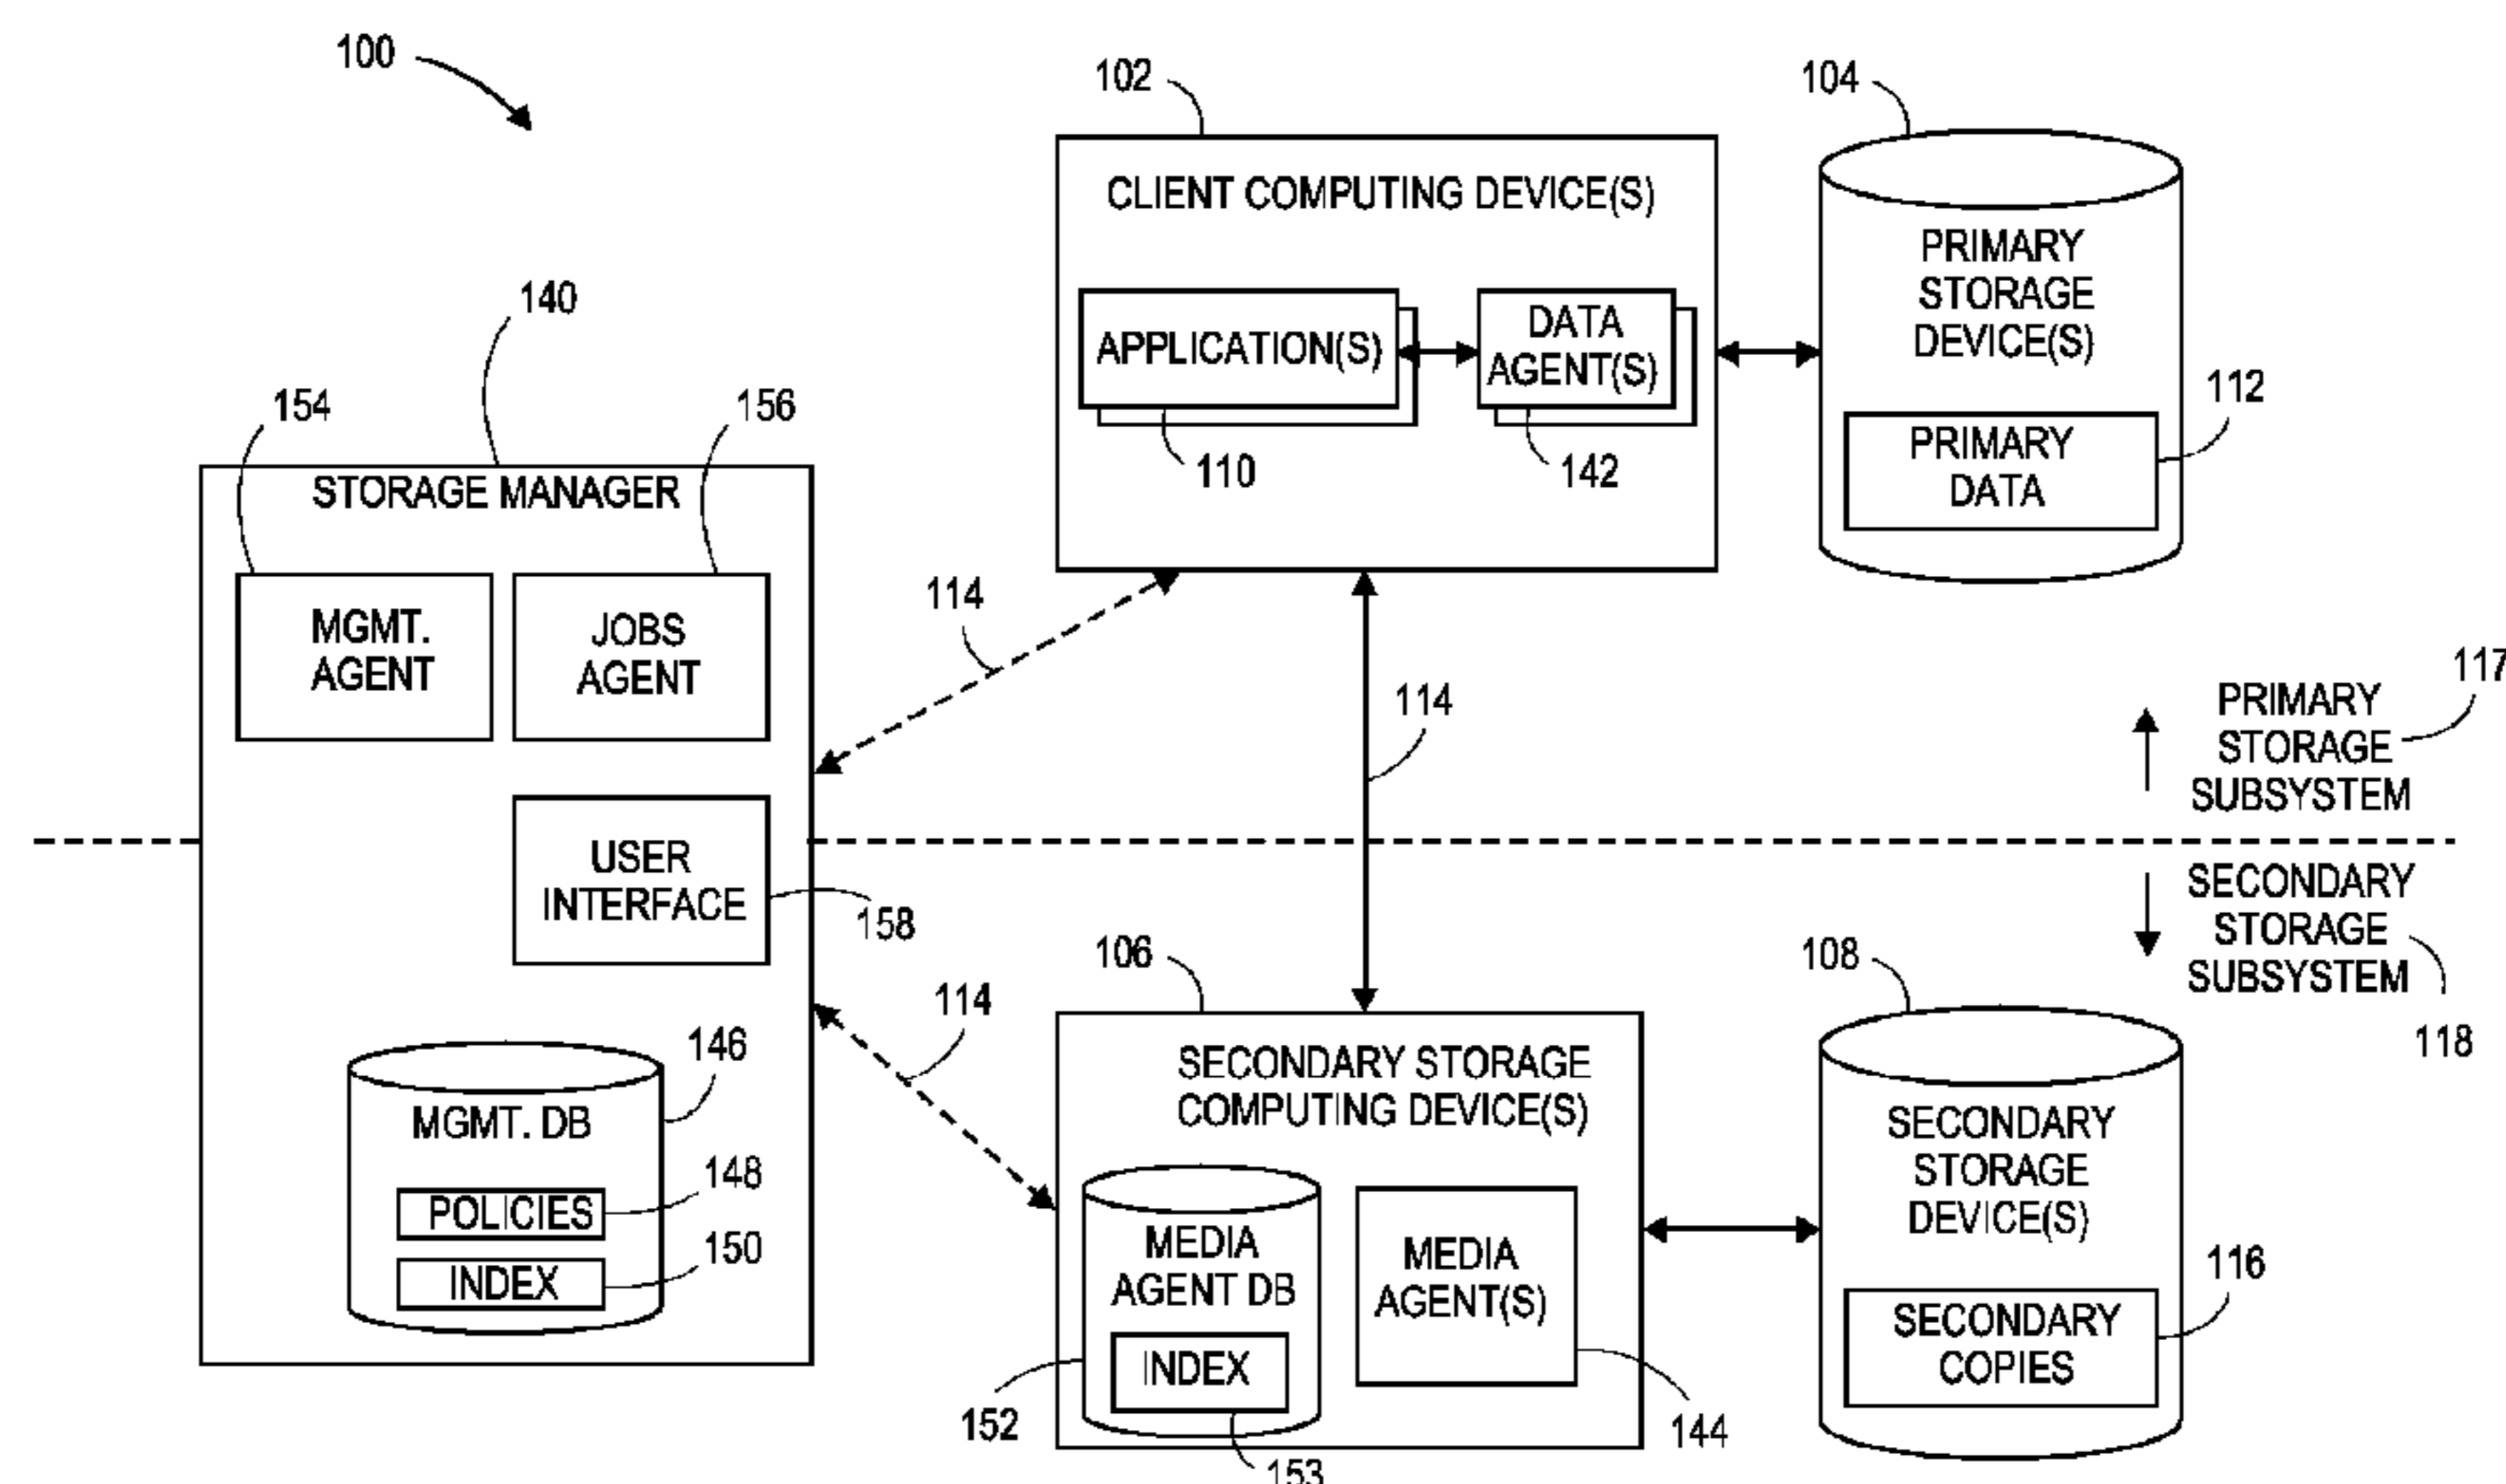 100
102
104
CLIENT COMPUTING DEVICE(S)
APPLICATION(S)
DATA
AGENT(S)
110
142
PRIMARY
STORAGE
DEVICE(S)
112
PRIMARY
DATA
140
154
156
STORAGE MANAGER
MGMT.
AGENT
JOBS
AGENT
USER
INTERFACE
158
146
MGMT. DB
148
POLICIES
150
INDEX
114
114
114
117
PRIMARY
STORAGE
SUBSYSTEM
SECONDARY
STORAGE
SUBSYSTEM
118
106
SECONDARY STORAGE
COMPUTING DEVICE(S)
MEDIA
AGENT DB
INDEX
152
153
MEDIA
AGENT(S)
144
108
SECONDARY
STORAGE
DEVICE(S)
116
SECONDARY
COPIES